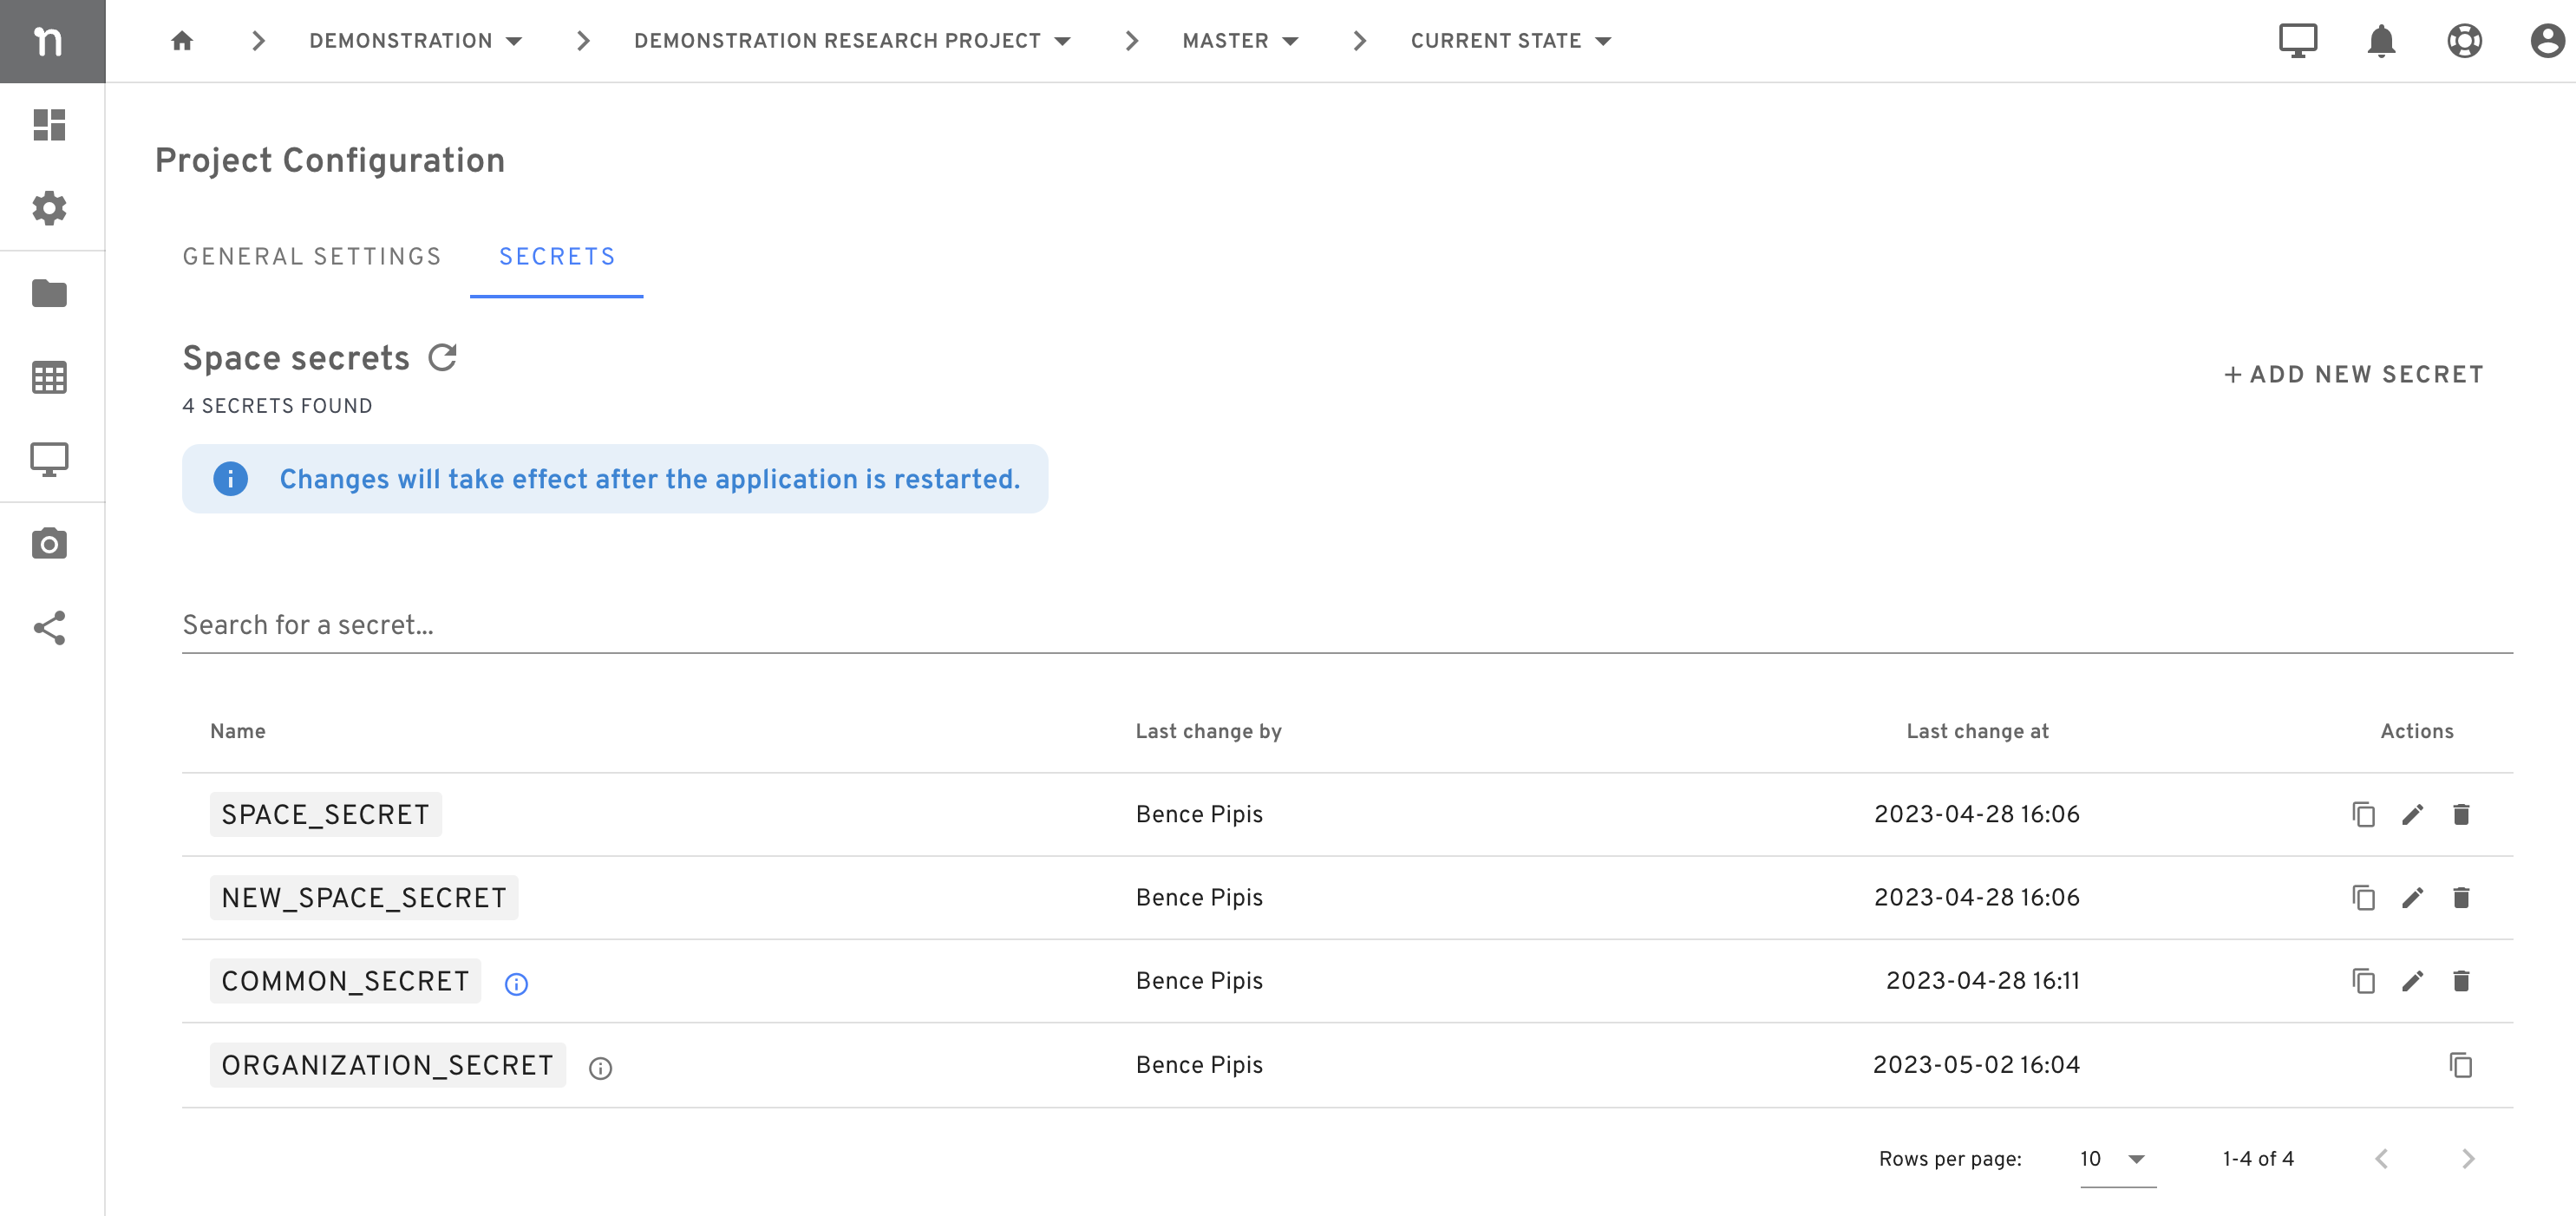 n
DEMONSTRATION
DEMONSTRATION RESEARCH PROJECT
MASTER
CURRENT STATE
Project Configuration
GENERAL SETTINGS
SECRETS
Space secrets
+ ADD NEW SECRET
4 SECRETS FOUND
Changes will take effect after the application is restarted.
Search for a secret...
Name Last change by Last change at Actions
SPACE_SECRET Bence Pipis 2023-04-28 16:06
NEW_SPACE_SECRET Bence Pipis 2023-04-28 16:06
COMMON_SECRET Bence Pipis 2023-04-28 16:11
ORGANIZATION_SECRET Bence Pipis 2023-05-02 16:04
Rows per page: 10 1-4 of 4